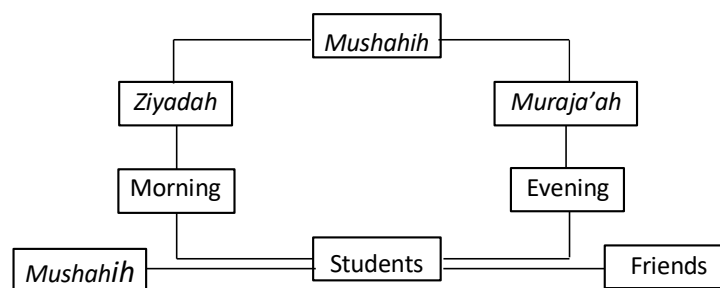 Mushahih
Ziyadah
Muraja’ah
Morning
Evening
Mushahih
Students
Friends